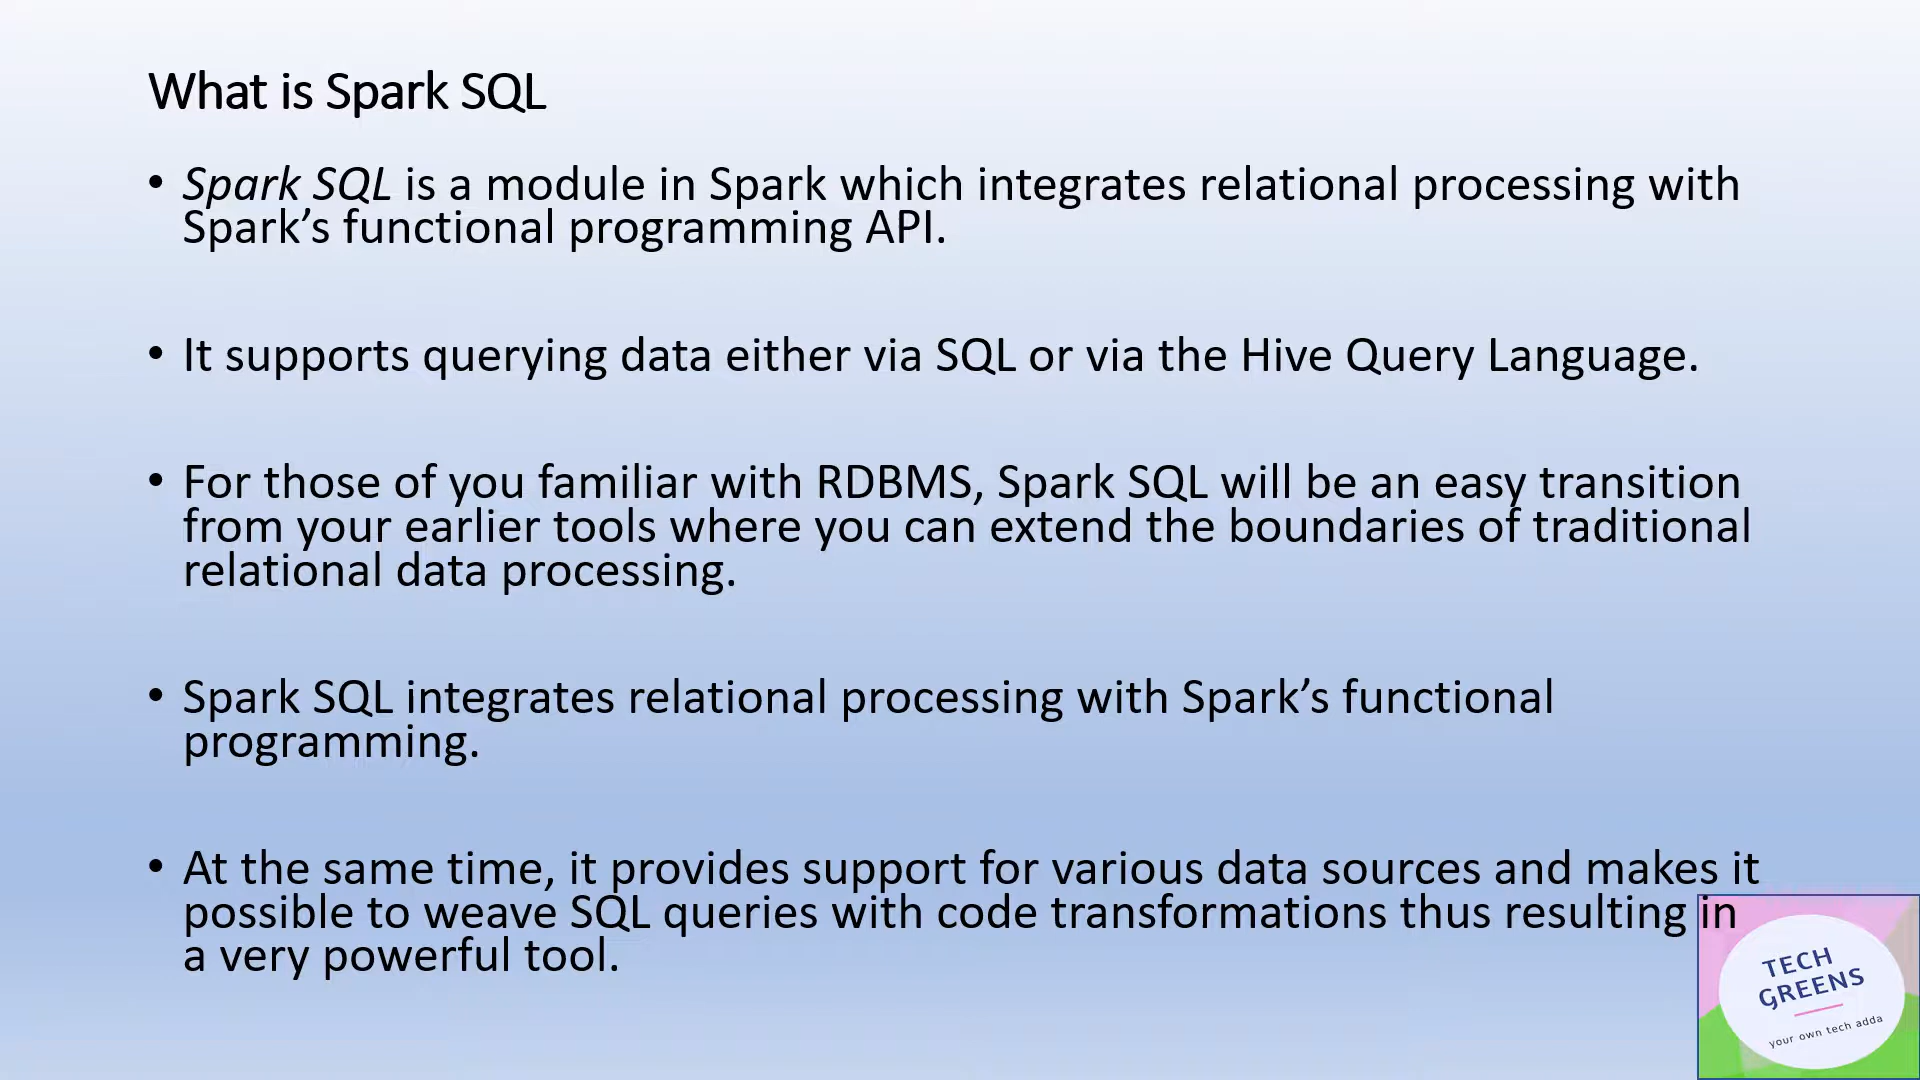 What is Spark SQL
• Spark SQL is a module in Spark which integrates relational processing with
Spark’s functional programming API.
• It supports querying data either via SQL or via the Hive Query Language.
• For those of you familiar with RDBMS, Spark SQL will be an easy transition
from your earlier tools where you can extend the boundaries of traditional
relational data processing.
• Spark SQL integrates relational processing with Spark’s functional
programming.
• At the same time, it provides support for various data sources and makes it
possible to weave SQL queries with code transformations thus resulting in
a very powerful tool.
TECH
GREENS
your own tech adda